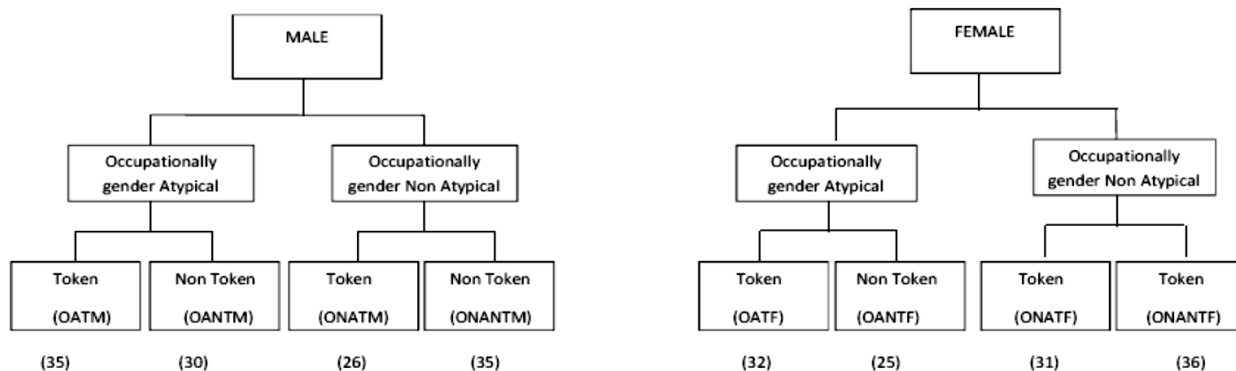 MALE
FEMALE
Occupationally
gender Atypical
Occupationally
gender Non Atypical
Occupationally
gender Atypical
Occupationally
gender Non Atypical
Token
(OATM)
Non Token
(OANTM)
Token
(ONATM)
Non Token
(ONANTM)
Token
(OATF)
Non Token
(OANTF)
Token
(ONATF)
Non Token
(ONANTF)
(35)
(30)
(26)
(35)
(32)
(25)
(31)
(36)